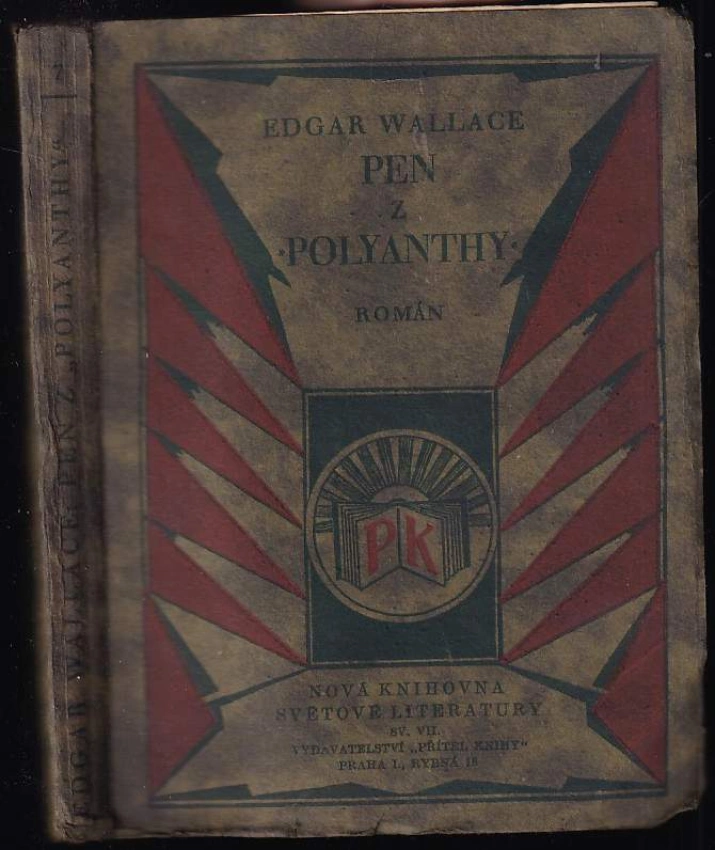 EDGAR WALLACE
PEN
Z
·POLYANTHY·
ROMÁN
PK
NOVÁ KNIHOVNA
SVĚTOVÉ LITERATURY
SV. VII.
VYDAVATELSTVÍ „PŘÍTEL KNIHY“
PRAHA I., RYBNÁ 18
EDGAR WALLACE: PEN Z „POLYANTHY“